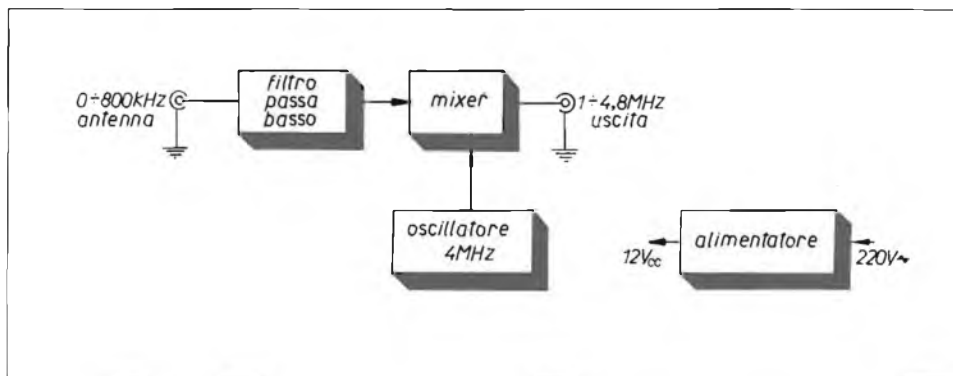 0÷800kHz
antenna
filtro
passa
basso
mixer
1÷4,8MHz
uscita
oscillatore
4MHz
12Vcc
alimentatore
220V~